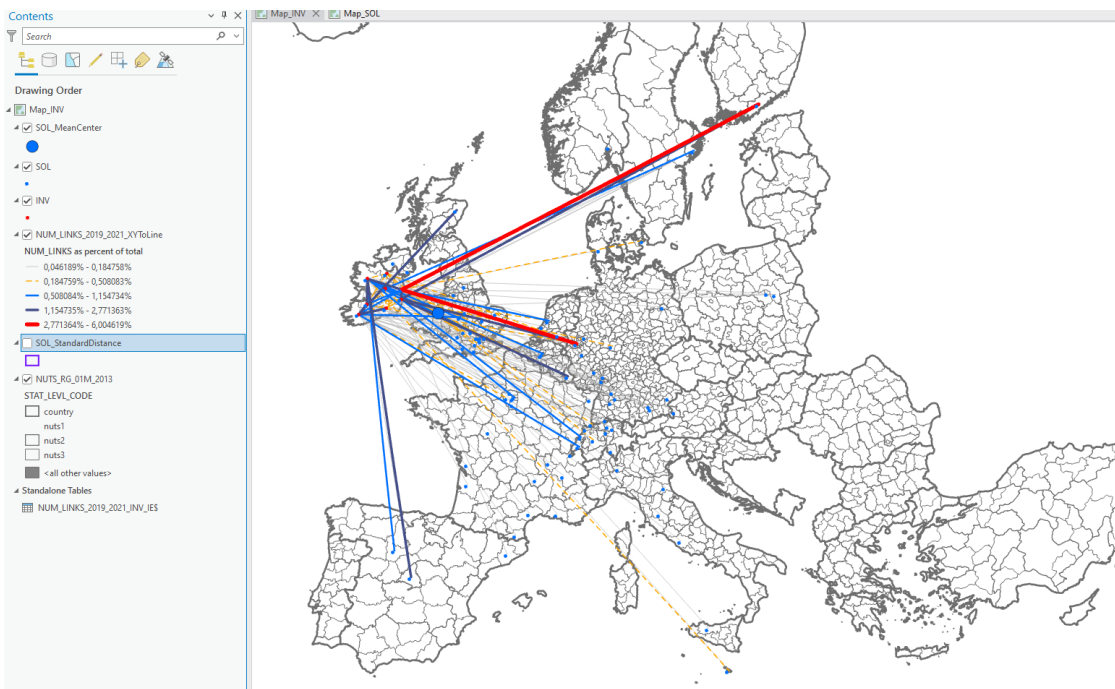 Contents
Map_INV
Map_SOL
Search
Drawing Order
Map_INV
SOL_MeanCenter
SOL
INV
NUM_LINKS_2019_2021_XYToLine
NUM_LINKS as percent of total
0,046189% - 0,184758%
0,184759% - 0,508083%
0,508084% - 1,154734%
1,154735% - 2,771363%
2,771364% - 6,004619%
SOL_StandardDistance
NUTS_RG_01M_2013
STAT_LEVL_CODE
country
nuts1
nuts2
nuts3
<all other values>
Standalone Tables
NUM_LINKS_2019_2021_INV_IE$